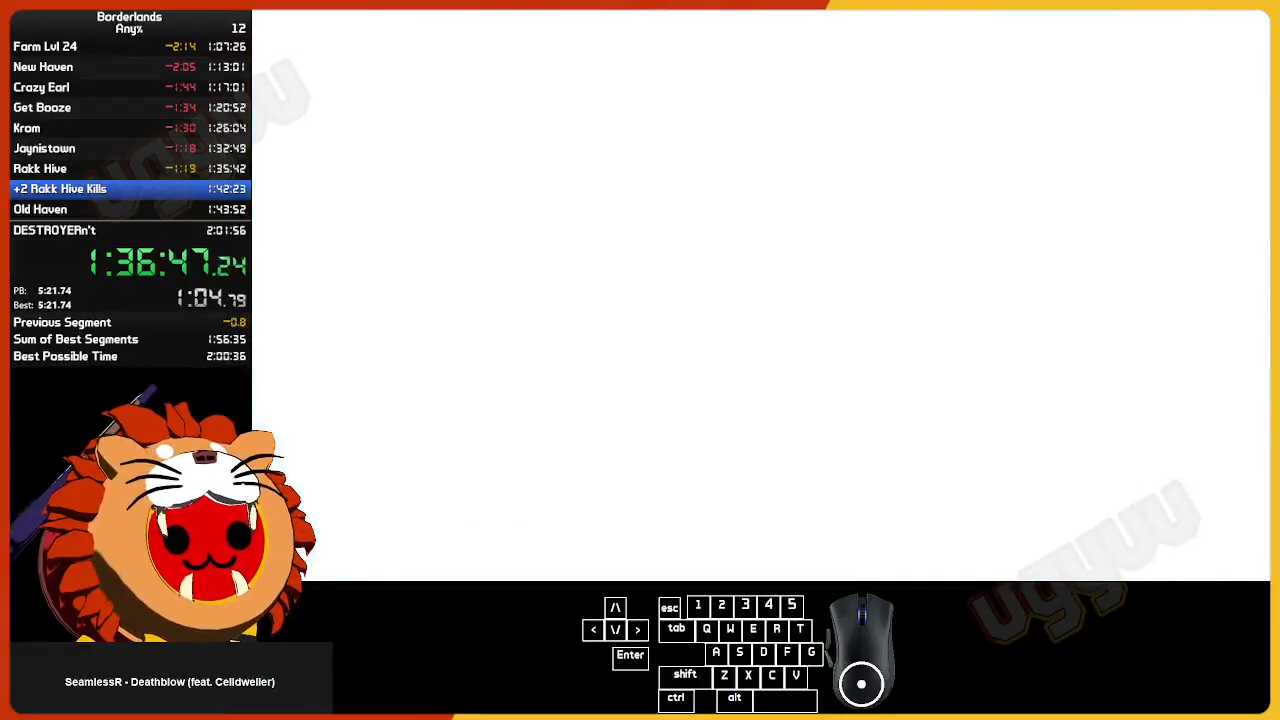 Borderlands
Any% 12
Farm Lvl 24 −2:14 1:07:26
New Haven −2:05 1:13:01
Crazy Earl −1:44 1:17:01
Get Booze −1:34 1:20:52
Krom −1:30 1:26:04
Jaynistown −1:18 1:32:49
Rakk Hive −1:19 1:35:42
+2 Rakk Hive Kills 1:42:23
Old Haven 1:43:52
DESTROYERn't 2:01:56
1:36:47.24
PB: 5:21.74
1:04.79
Best: 5:21.74
Previous Segment −0.8
Sum of Best Segments 1:56:35
Best Possible Time 2:00:36
ugyuu
ugyuu
ugyuu
/\ esc 1 2 3 4 5
< \/ > tab Q W E R T
Enter A S D F G
shift Z X C V
ctrl alt
SeamlessR - Deathblow (feat. Celldweller)